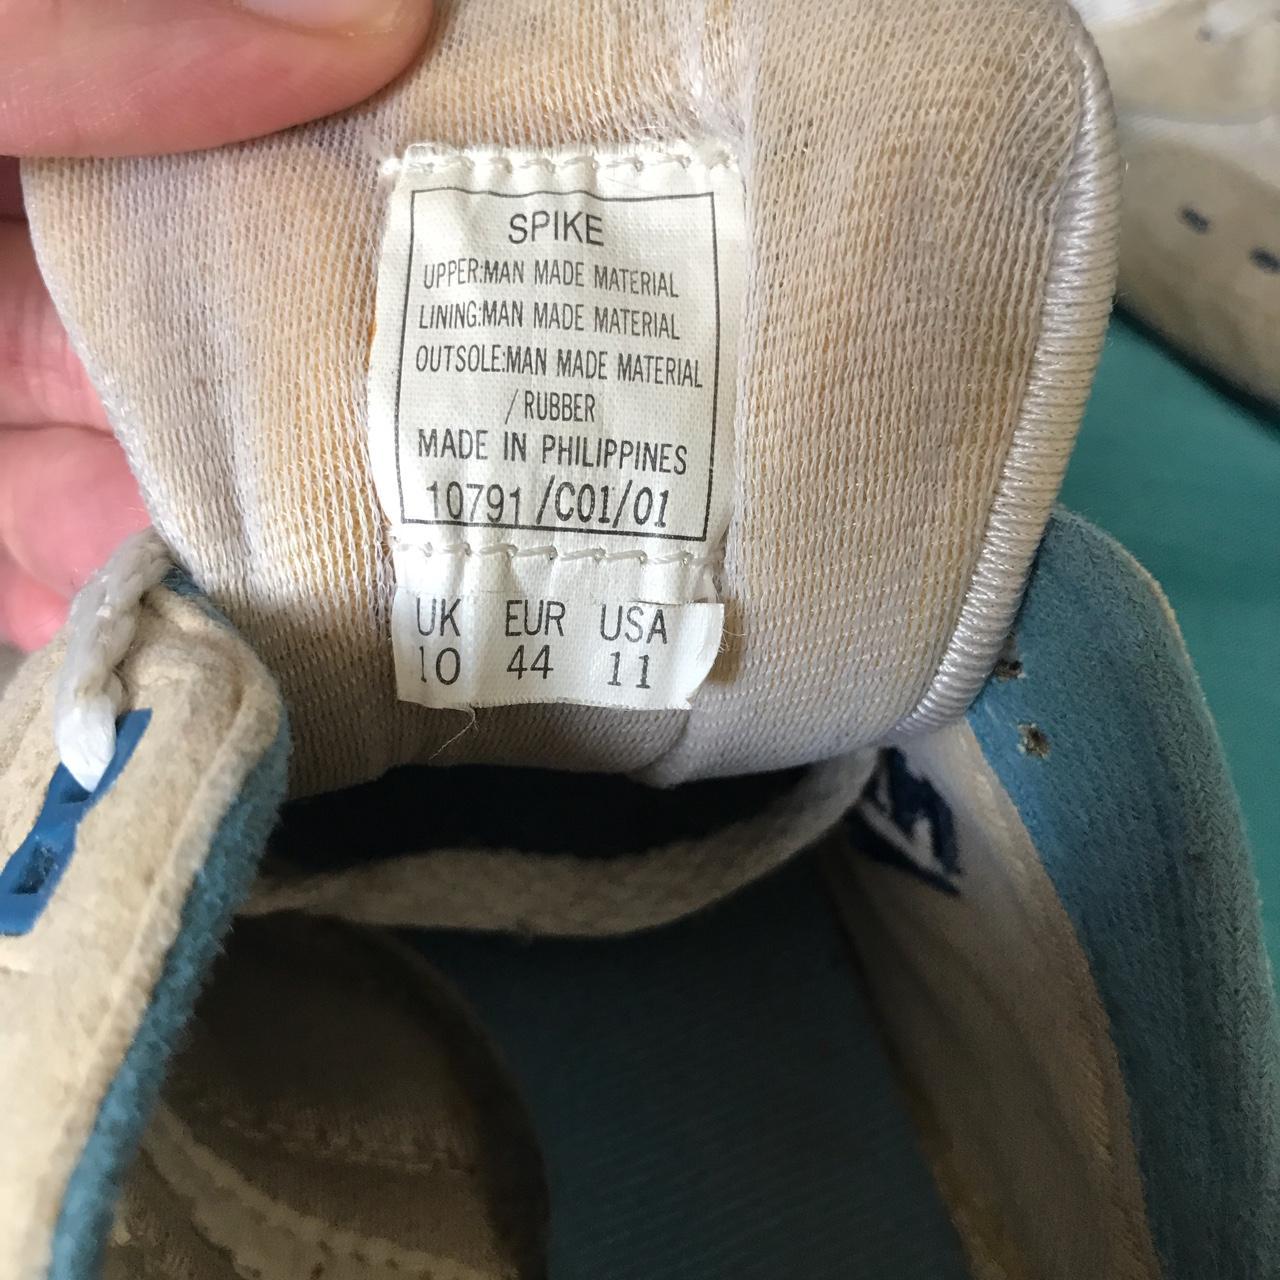 SPIKE
UPPER:MAN MADE MATERIAL
LINING:MAN MADE MATERIAL
OUTSOLE:MAN MADE MATERIAL
/ RUBBER
MADE IN PHILIPPINES
10791/C01/01
UK EUR USA
10 44 11